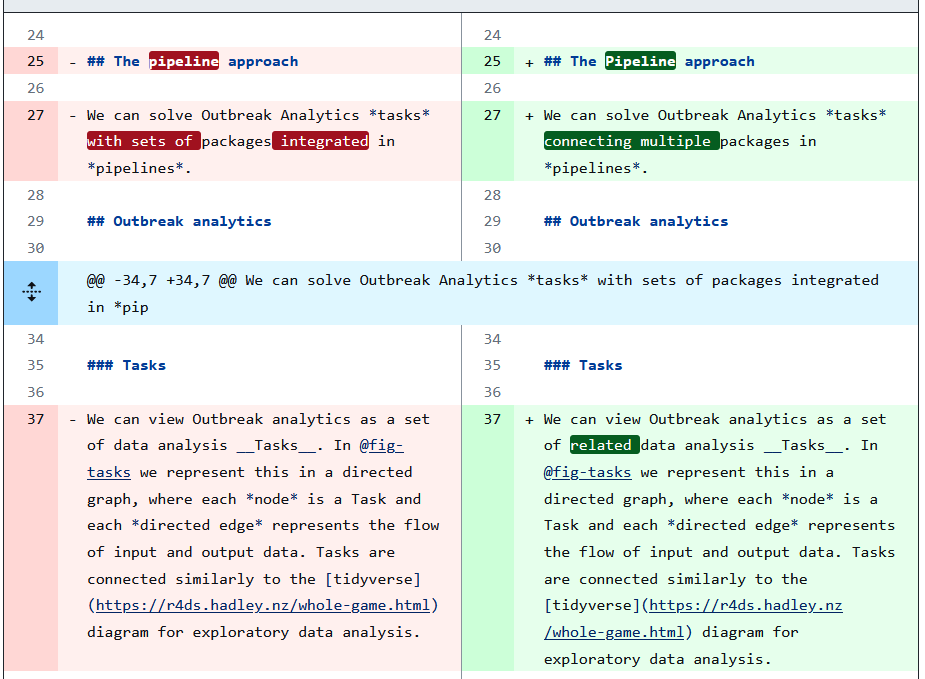 24
25 - ## The pipeline approach
26
27 - We can solve Outbreak Analytics *tasks*
with sets of packages integrated in
*pipelines*.
28
29 ## Outbreak analytics
30
24
25 + ## The Pipeline approach
26
27 + We can solve Outbreak Analytics *tasks*
connecting multiple packages in
*pipelines*.
28
29 ## Outbreak analytics
30
@@ -34,7 +34,7 @@ We can solve Outbreak Analytics *tasks* with sets of packages integrated
in *pip
34
35 ### Tasks
36
37 - We can view Outbreak analytics as a set
of data analysis __Tasks__. In @fig-
tasks we represent this in a directed
graph, where each *node* is a Task and
each *directed edge* represents the flow
of input and output data. Tasks are
connected similarly to the [tidyverse]
(https://r4ds.hadley.nz/whole-game.html)
diagram for exploratory data analysis.
34
35 ### Tasks
36
37 + We can view Outbreak analytics as a set
of related data analysis __Tasks__. In
@fig-tasks we represent this in a
directed graph, where each *node* is a
Task and each *directed edge* represents
the flow of input and output data. Tasks
are connected similarly to the
[tidyverse](https://r4ds.hadley.nz
/whole-game.html) diagram for
exploratory data analysis.